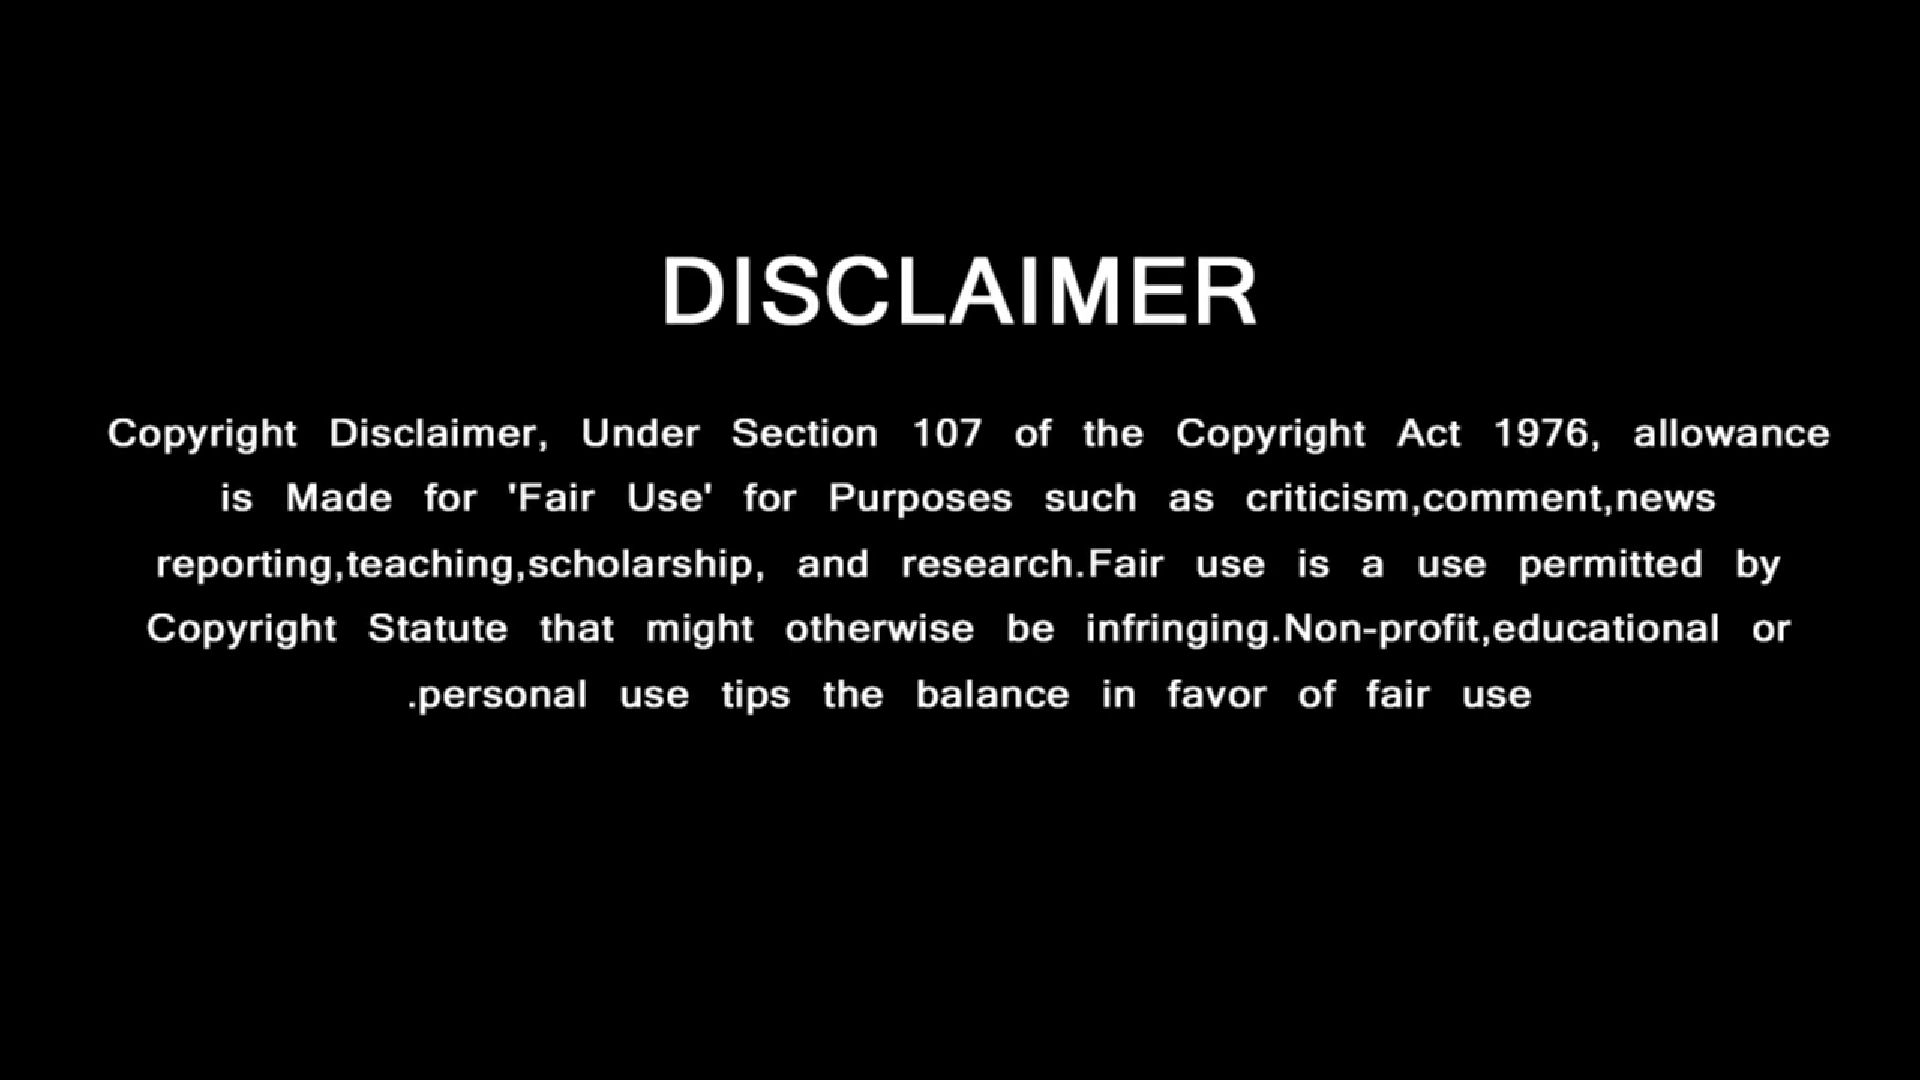 DISCLAIMER
Copyright Disclaimer, Under Section 107 of the Copyright Act 1976, allowance
is Made for 'Fair Use' for Purposes such as criticism,comment,news
reporting,teaching,scholarship, and research.Fair use is a use permitted by
Copyright Statute that might otherwise be infringing.Non-profit,educational or
.personal use tips the balance in favor of fair use